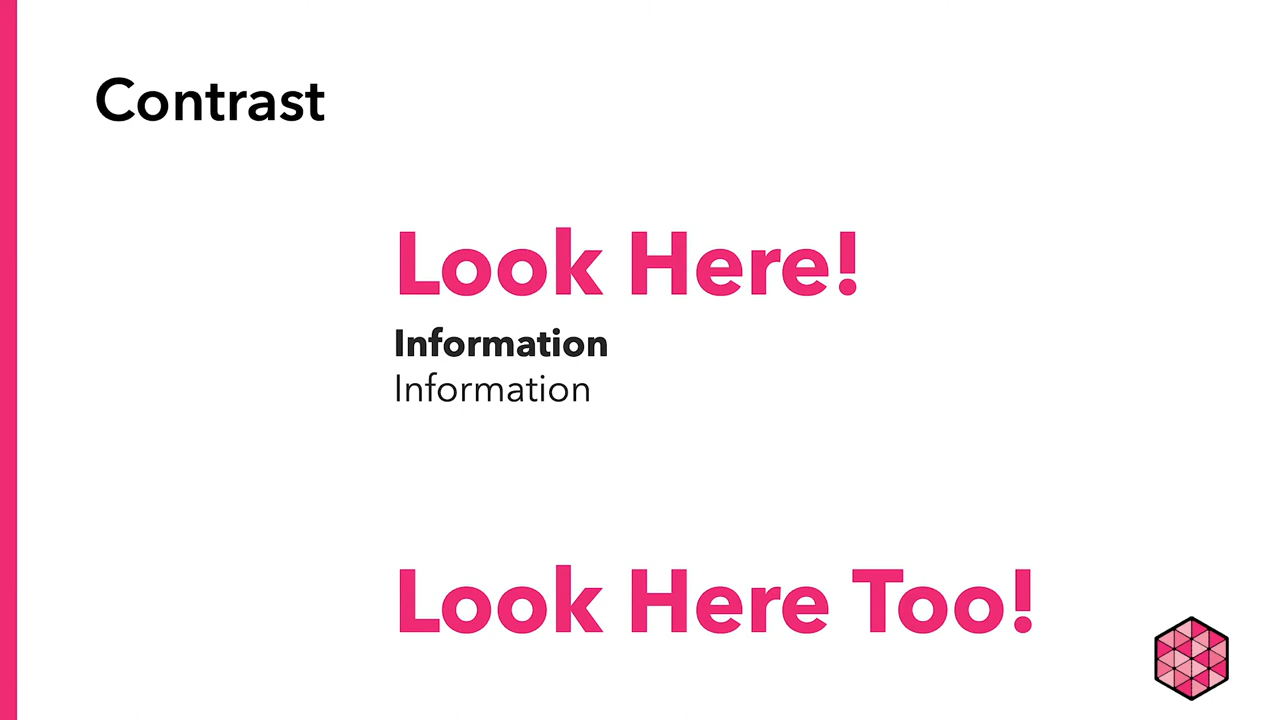 Contrast
Look Here!
Information
Information
Look Here Too!